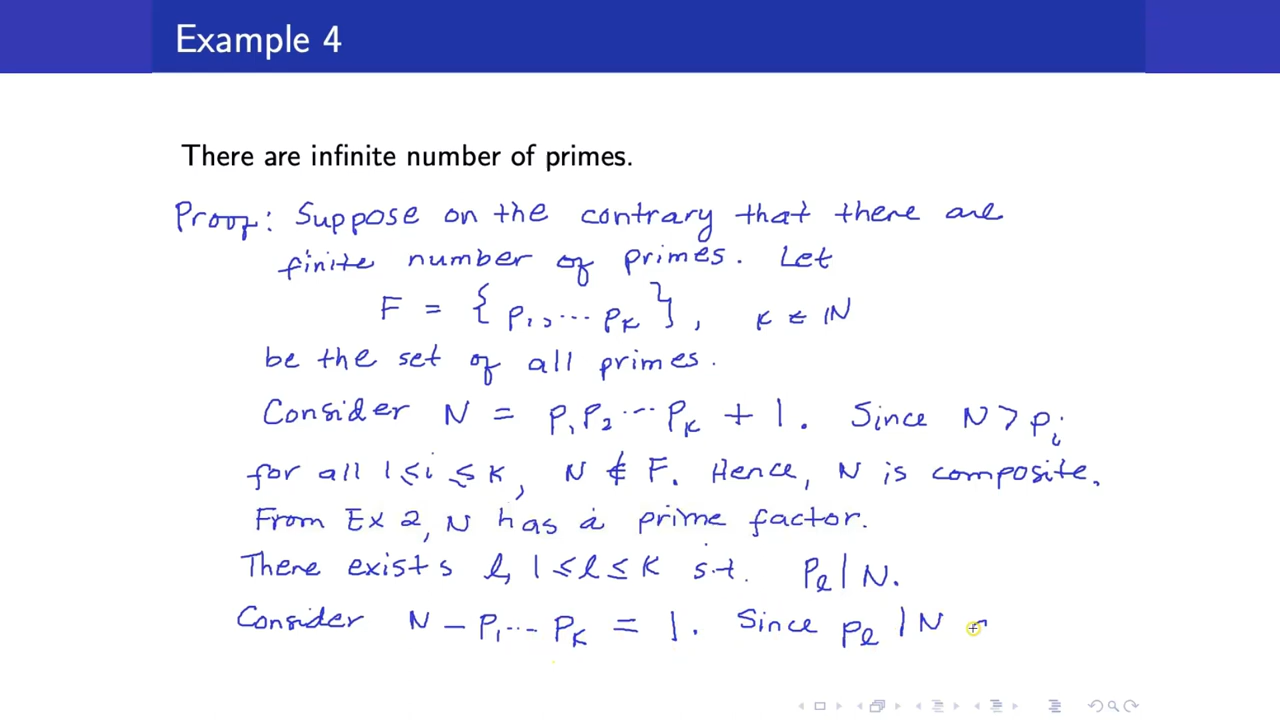 Example 4
There are infinite number of primes.
Proof: Suppose on the contrary that there are
finite number of primes. Let
F = { p₁, ... pₖ }, k ∈ ℕ
be the set of all primes.
Consider N = p₁p₂ ... pₖ + 1. Since N > pᵢ
for all 1 ≤ i ≤ k, N ∉ F. Hence, N is composite.
From Ex 2, N has a prime factor.
There exists l, 1 ≤ l ≤ k s.t. pₗ | N.
Consider N − p₁ ... pₖ = 1. Since pₗ | N